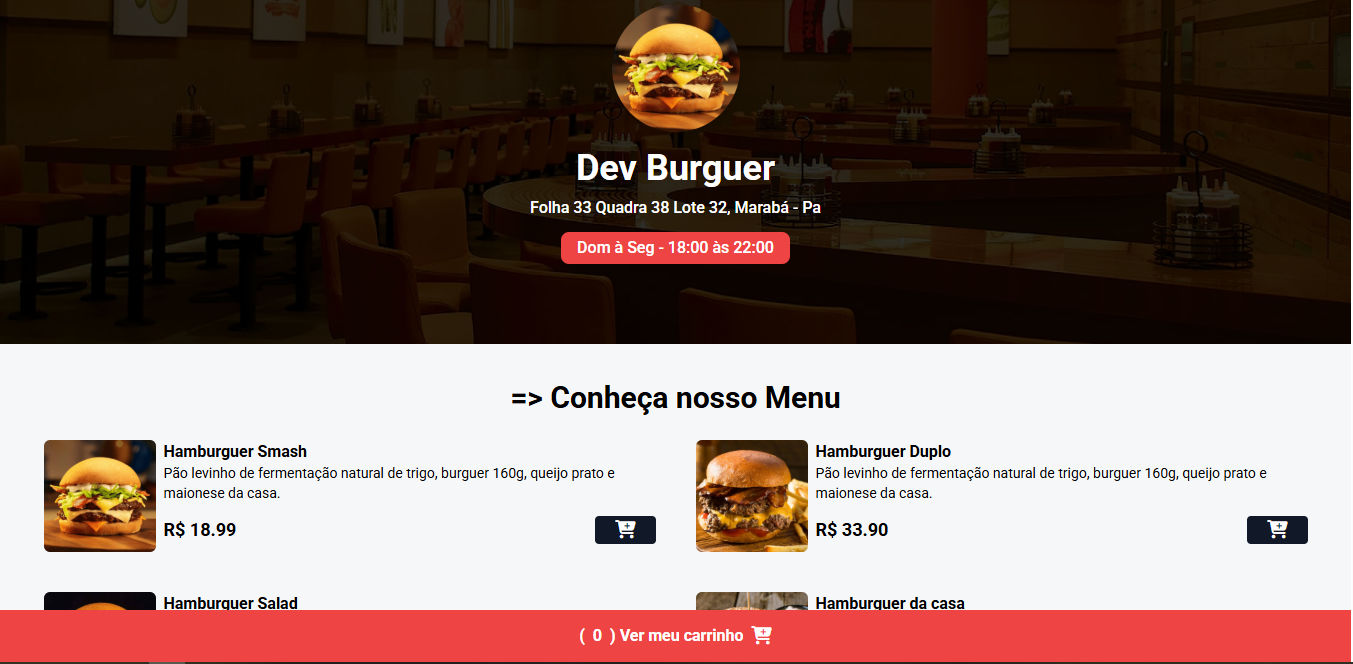 Dev Burguer
Folha 33 Quadra 38 Lote 32, Marabá - Pa
Dom à Seg - 18:00 às 22:00
=> Conheça nosso Menu
Hamburguer Smash
Pão levinho de fermentação natural de trigo, burguer 160g, queijo prato e
maionese da casa.
R$ 18.99
Hamburguer Duplo
Pão levinho de fermentação natural de trigo, burguer 160g, queijo prato e
maionese da casa.
R$ 33.90
Hamburguer Salad
Hamburguer da casa
( 0 ) Ver meu carrinho